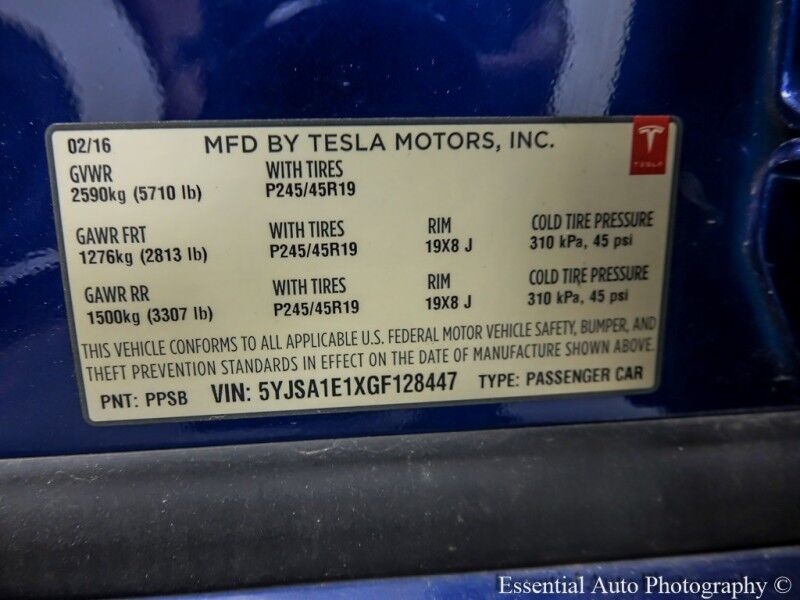 02/16 MFD BY TESLA MOTORS, INC.
TESLA
GVWR WITH TIRES
2590kg (5710 lb) P245/45R19
GAWR FRT WITH TIRES RIM COLD TIRE PRESSURE
1276kg (2813 lb) P245/45R19 19X8 J 310 kPa, 45 psi
GAWR RR WITH TIRES RIM COLD TIRE PRESSURE
1500kg (3307 lb) P245/45R19 19X8 J 310 kPa, 45 psi
THIS VEHICLE CONFORMS TO ALL APPLICABLE U.S. FEDERAL MOTOR VEHICLE SAFETY, BUMPER, AND
THEFT PREVENTION STANDARDS IN EFFECT ON THE DATE OF MANUFACTURE SHOWN ABOVE.
PNT: PPSB VIN: 5YJSA1E1XGF128447 TYPE: PASSENGER CAR
Essential Auto Photography ©